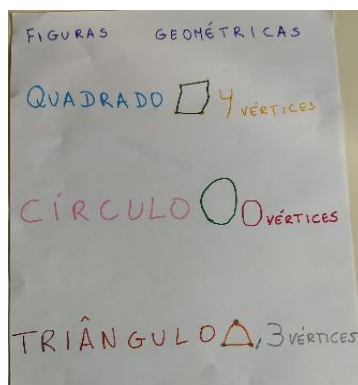 FIGURAS GEOMÉTRICAS
QUADRADO 4 VÉRTICES
CÍRCULO 0 VÉRTICES
TRIÂNGULO, 3 VÉRTICES